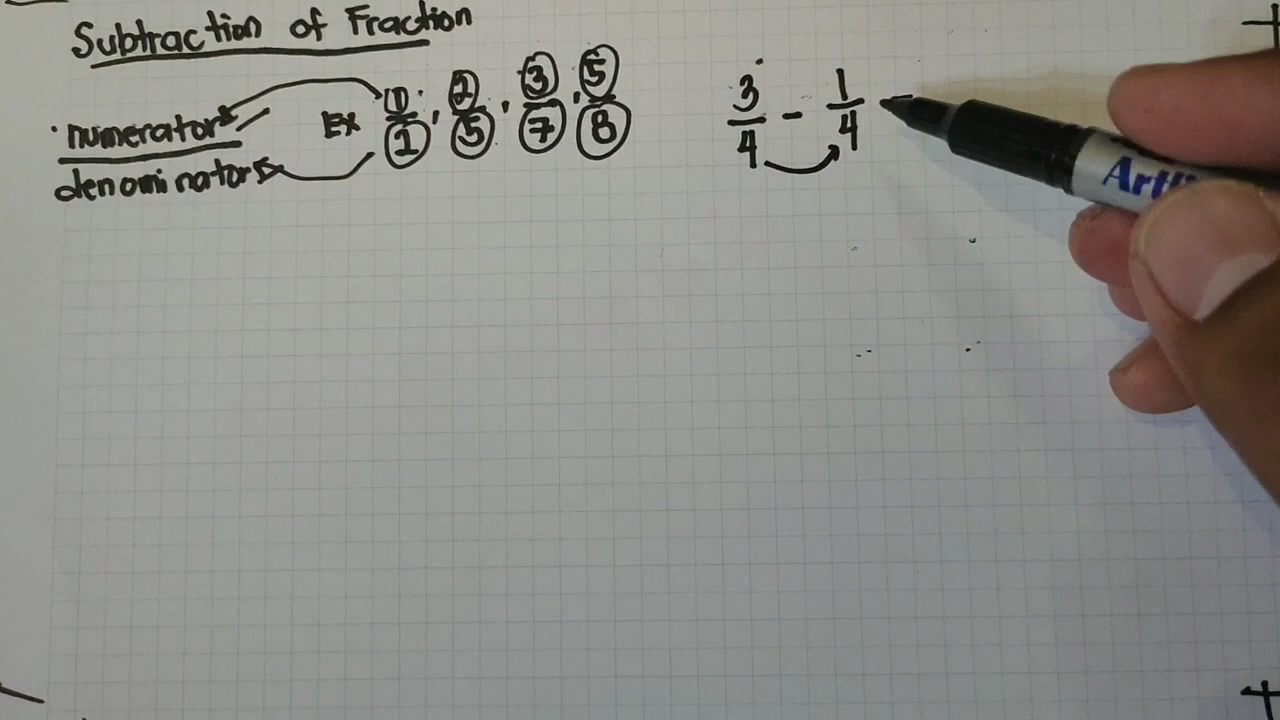 Subtraction of Fraction
numerators
denominators
Ex 1/1, 2/5, 3/7, 5/8
3/4 - 1/4